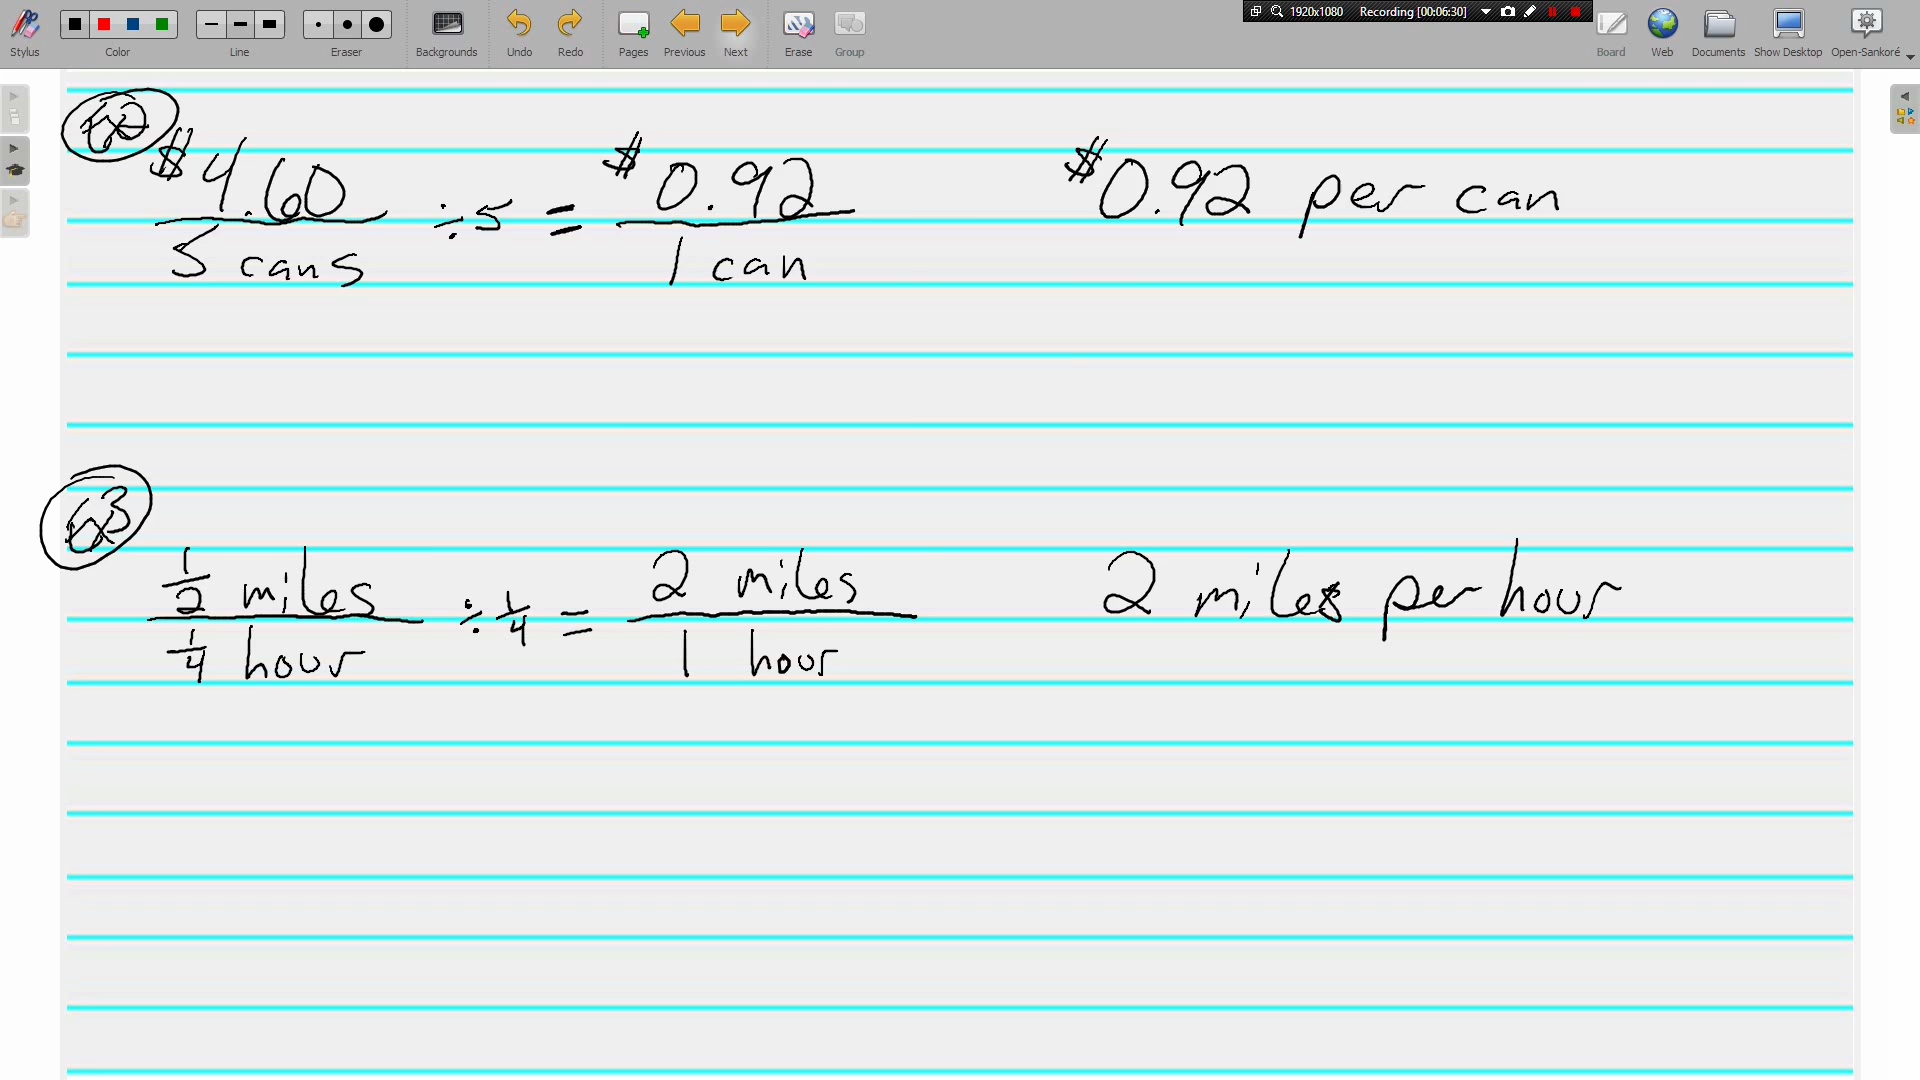 1920x1080 Recording [00:06:30]
Stylus Color Line Eraser Backgrounds Undo Redo Pages Previous Next Erase Group Board Web Documents Show Desktop Open-Sankoré
$4.60 / 5 cans ÷5 = $0.92 / 1 can $0.92 per can
1/2 miles / 1/4 hour ÷ 1/4 = 2 miles / 1 hour 2 miles per hour